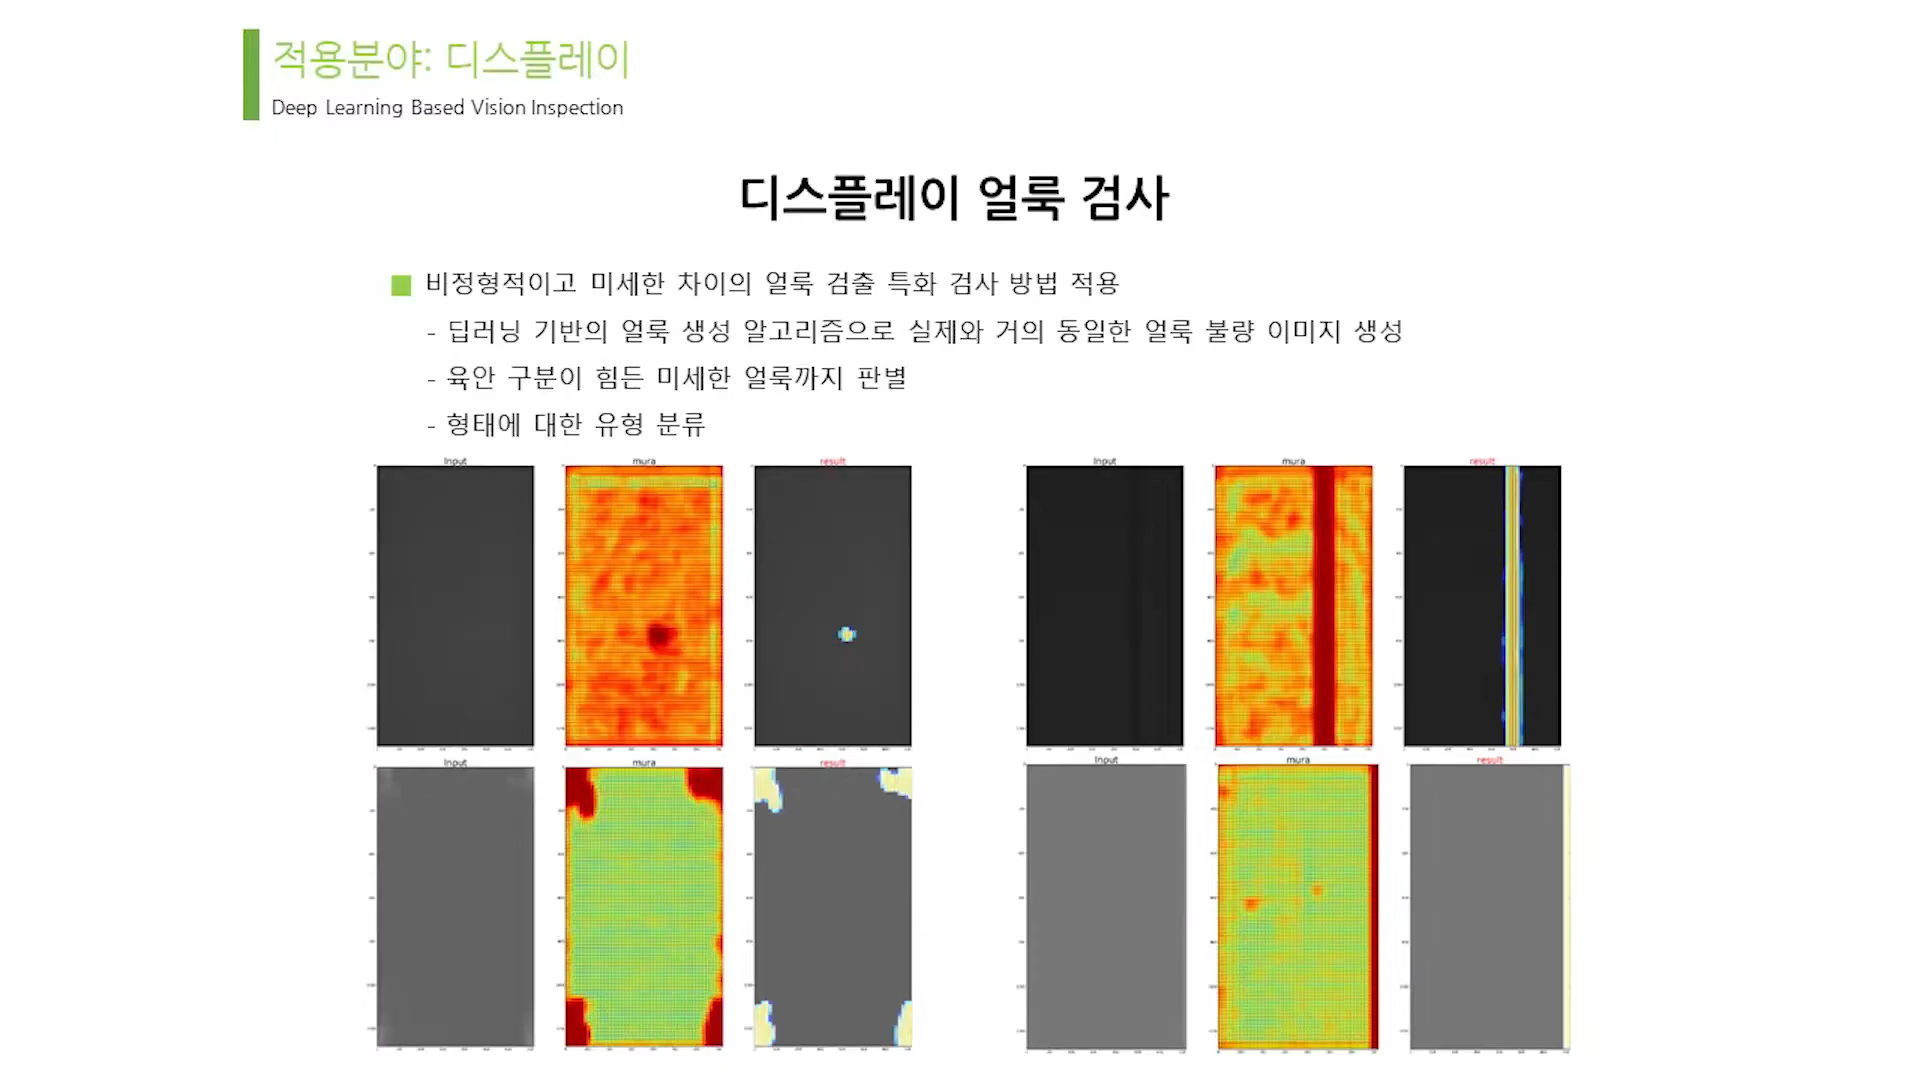 적용분야: 디스플레이
Deep Learning Based Vision Inspection
디스플레이 얼룩 검사
비정형적이고 미세한 차이의 얼룩 검출 특화 검사 방법 적용
- 딥러닝 기반의 얼룩 생성 알고리즘으로 실제와 거의 동일한 얼룩 불량 이미지 생성
- 육안 구분이 힘든 미세한 얼룩까지 판별
- 형태에 대한 유형 분류
Input mura result Input mura result
Input mura result Input mura result